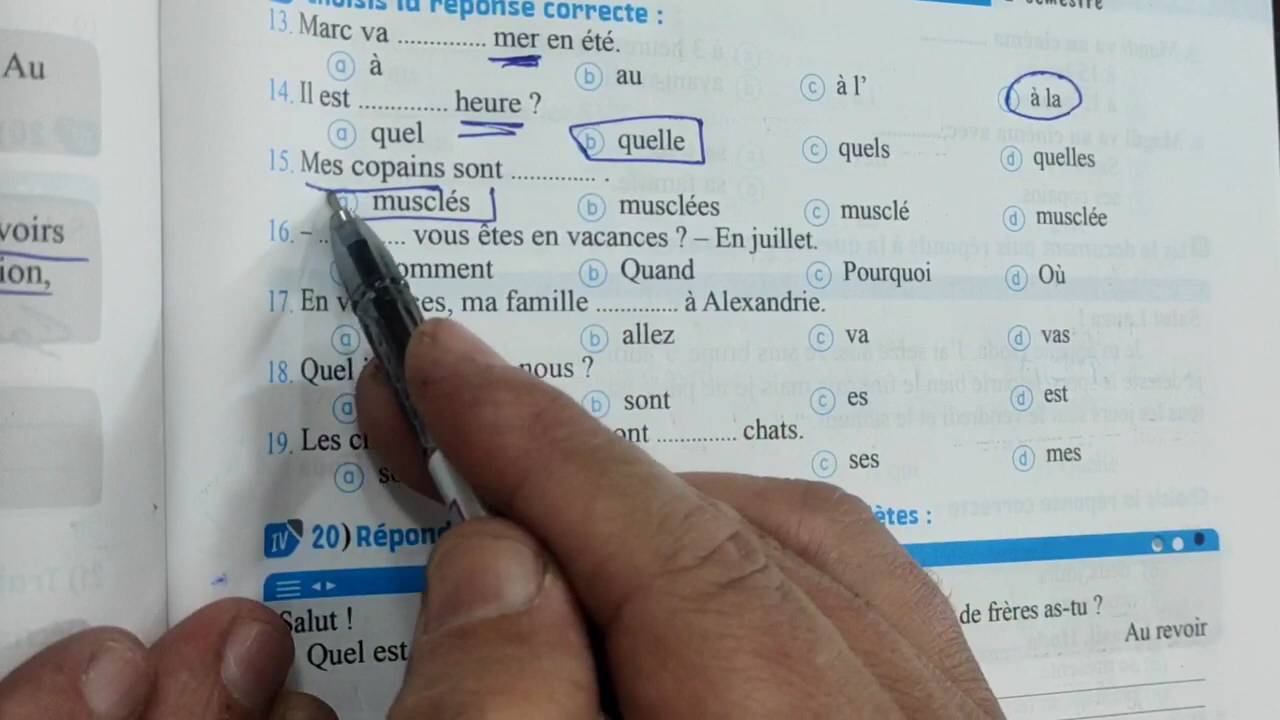 Choisis la réponse correcte :
semestre
13. Marc va .............. mer en été.
a à b au c à l' d à la
14. Il est .............. heure ?
a quel b quelle c quels d quelles
15. Mes copains sont .............. .
a musclés b musclées c musclé d musclée
16. – .... vous êtes en vacances ? – En juillet.
omment b Quand c Pourquoi d Où
17. En ces, ma famille .............. à Alexandrie.
a b allez c va d vas
18. Quel nous ?
a b sont c es d est
19. Les ont .............. chats.
a c ses d mes
IV 20) Répond ètes :
Salut !
Quel est de frères as-tu ?
Au revoir
Au
voirs
ion,